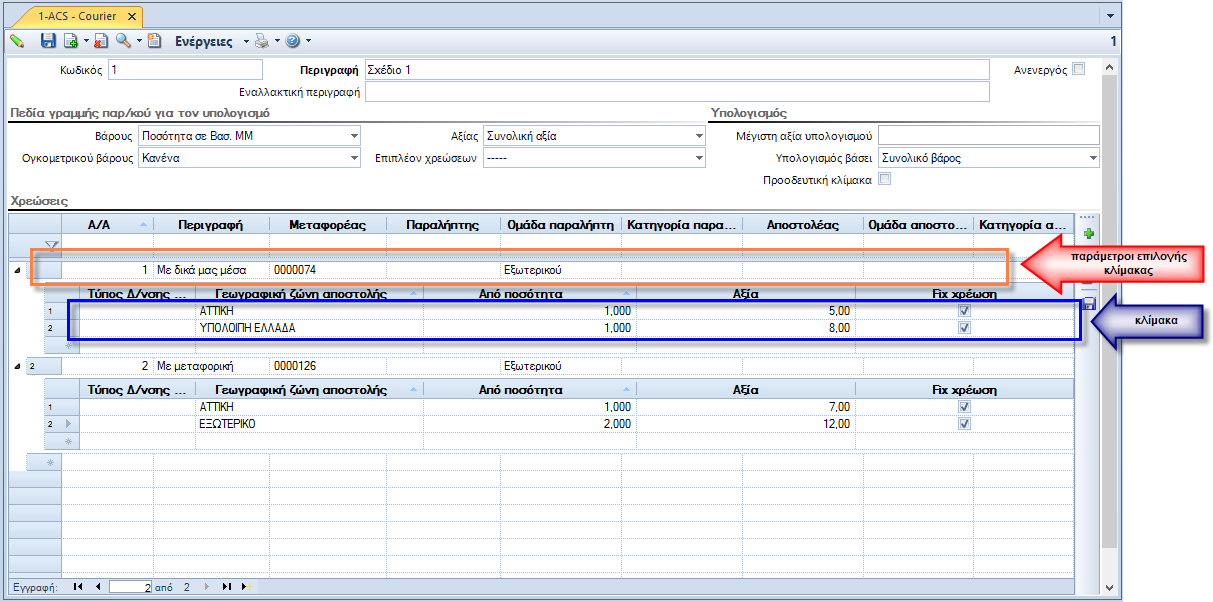 1-ACS - Courier
Ενέργειες 1
Κωδικός 1 Περιγραφή Σχέδιο 1 Ανενεργός
Εναλλακτική περιγραφή
Πεδία γραμμής παρ/κού για τον υπολογισμό Υπολογισμός
Βάρους Ποσότητα σε Βασ. ΜΜ Αξίας Συνολική αξία Μέγιστη αξία υπολογισμού
Ογκομετρικού βάρους Κανένα Επιπλέον χρεώσεων ----- Υπολογισμός βάσει Συνολικό βάρος
Προοδευτική κλίμακα
Χρεώσεις
Α/Α Περιγραφή Μεταφορέας Παραλήπτης Ομάδα παραλήπτη Κατηγορία παρα... Αποστολέας Ομάδα αποστο... Κατηγορία α...
1 Με δικά μας μέσα 0000074 Εξωτερικού
παράμετροι επιλογής
κλίμακας
Τύπος Δ/νσης ... Γεωγραφική ζώνη αποστολής Από ποσότητα Αξία Fix χρέωση
1 ΑΤΤΙΚΗ 1,000 5,00
2 ΥΠΟΛΟΙΠΗ ΕΛΛΑΔΑ 1,000 8,00
κλίμακα
2 2 Με μεταφορική 0000126 Εξωτερικού
Τύπος Δ/νσης ... Γεωγραφική ζώνη αποστολής Από ποσότητα Αξία Fix χρέωση
1 ΑΤΤΙΚΗ 1,000 7,00
2 ΕΞΩΤΕΡΙΚΟ 2,000 12,00
Εγγραφή: 2 από 2